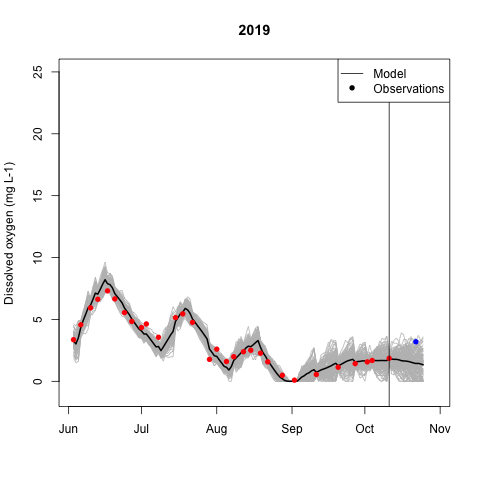 2019
Model
Observations
Dissolved oxygen (mg L-1)
25
20
15
10
5
0
Jun Jul Aug Sep Oct Nov